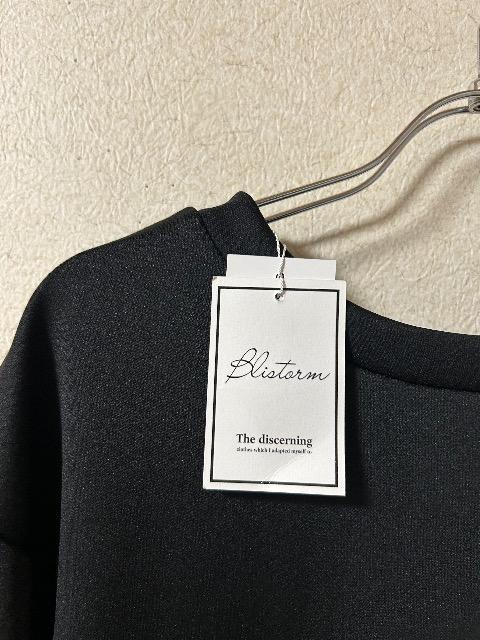 Blistorm
The discerning
clothes which I adapted myself to